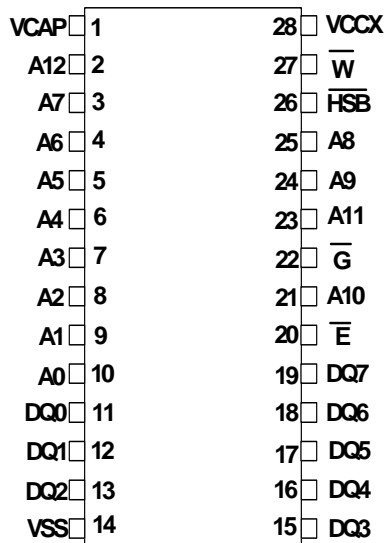 VCAP 1 28 VCCX
A12 2 27 W̅
A7 3 26 H̅S̅B̅
A6 4 25 A8
A5 5 24 A9
A4 6 23 A11
A3 7 22 G̅
A2 8 21 A10
A1 9 20 E̅
A0 10 19 DQ7
DQ0 11 18 DQ6
DQ1 12 17 DQ5
DQ2 13 16 DQ4
VSS 14 15 DQ3